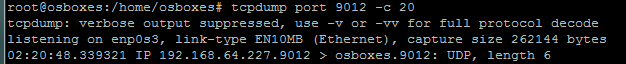 root@osboxes:/home/osboxes# tcpdump port 9012 -c 20
tcpdump: verbose output suppressed, use -v or -vv for full protocol decode
listening on enp0s3, link-type EN10MB (Ethernet), capture size 262144 bytes
02:20:48.339321 IP 192.168.64.227.9012 > osboxes.9012: UDP, length 6